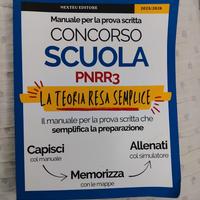 NEXTEU EDITORE
2025/2026
Manuale per la prova scritta
CONCORSO
SCUOLA
PNRR3
LA TEORIA RESA SEMPLICE
Il manuale per la prova scritta che
semplifica la preparazione
Capisci
col manuale
Allenati
col simulatore
Memorizza
con le mappe